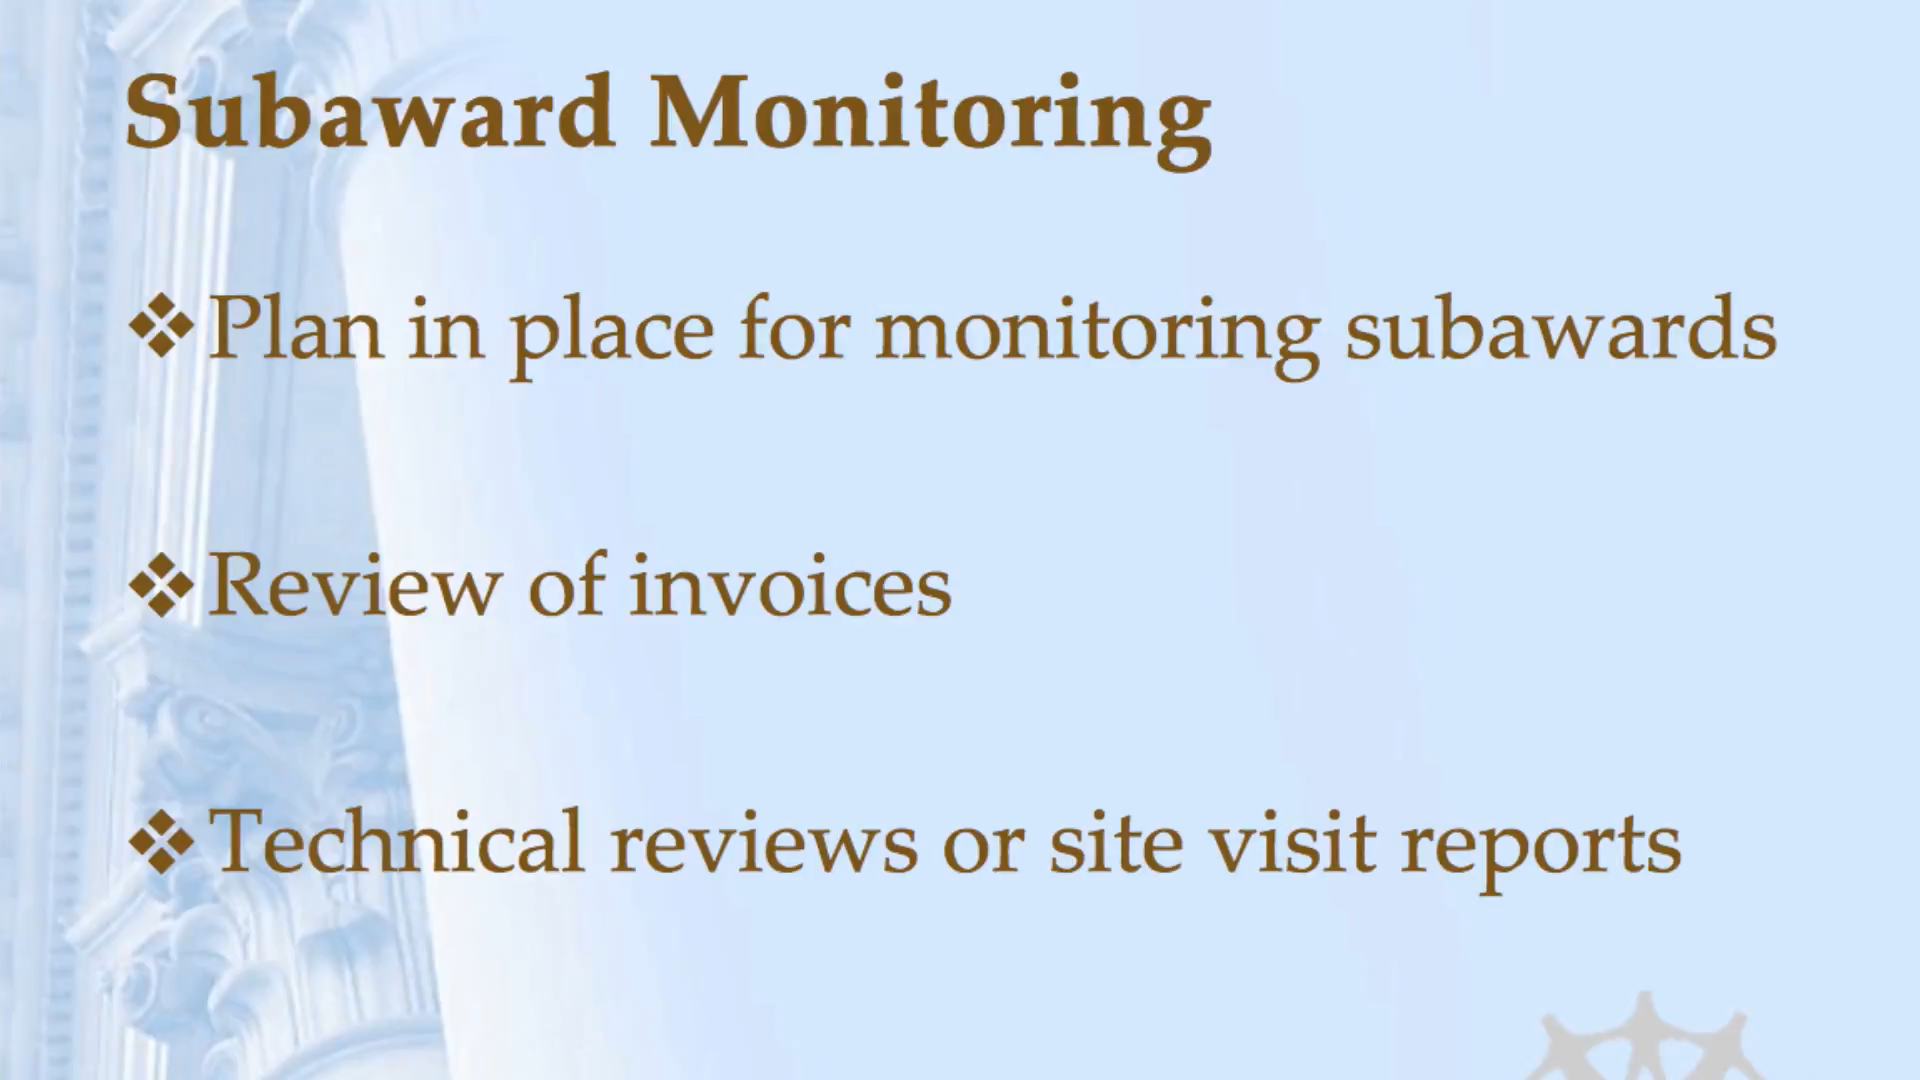 Subaward Monitoring
❖Plan in place for monitoring subawards
❖Review of invoices
❖Technical reviews or site visit reports